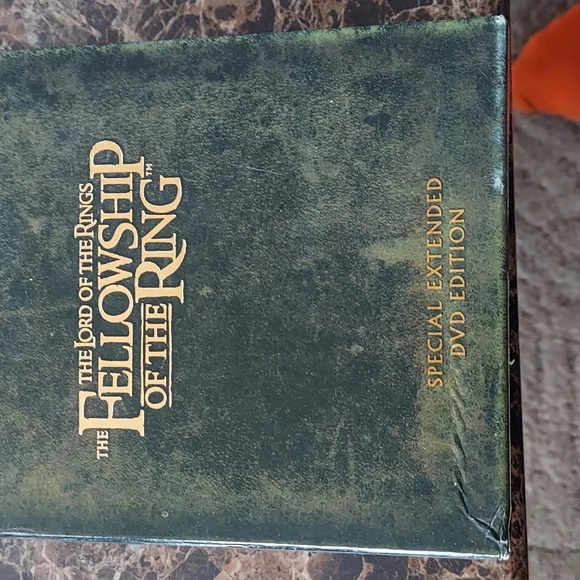 THE LORD OF THE RINGS
THE FELLOWSHIP
OF THE RING™
SPECIAL EXTENDED
DVD EDITION